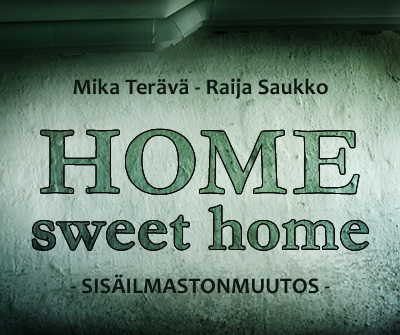 Mika Terävä - Raija Saukko
HOME
sweet home
- SISÄILMASTONMUUTOS -